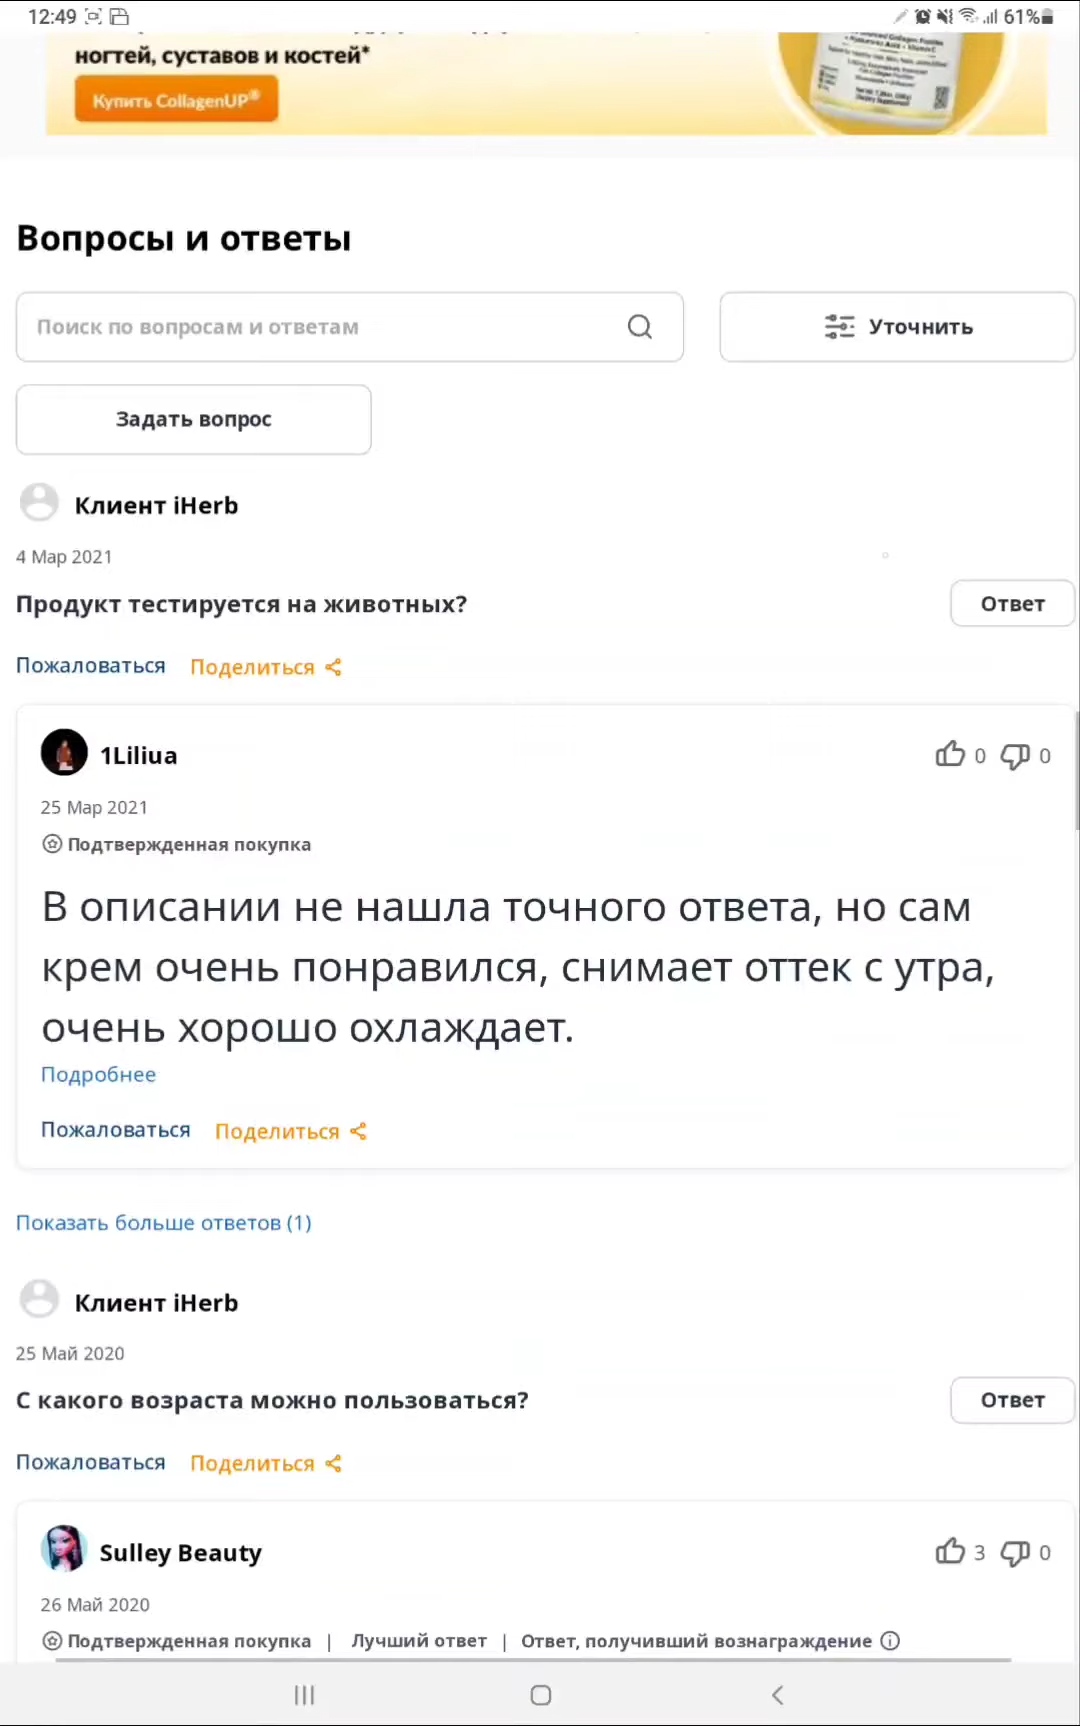 12:49
61%
ногтей, суставов и костей*
Купить CollagenUP®
Вопросы и ответы
Поиск по вопросам и ответам
Уточнить
Задать вопрос
Клиент iHerb
4 Мар 2021
Продукт тестируется на животных?
Ответ
Пожаловаться Поделиться
1Liliua
0 0
25 Мар 2021
Подтвержденная покупка
В описании не нашла точного ответа, но сам
крем очень понравился, снимает оттек с утра,
очень хорошо охлаждает.
Подробнее
Пожаловаться Поделиться
Показать больше ответов (1)
Клиент iHerb
25 Май 2020
С какого возраста можно пользоваться?
Ответ
Пожаловаться Поделиться
Sulley Beauty
3 0
26 Май 2020
Подтвержденная покупка | Лучший ответ | Ответ, получивший вознаграждение